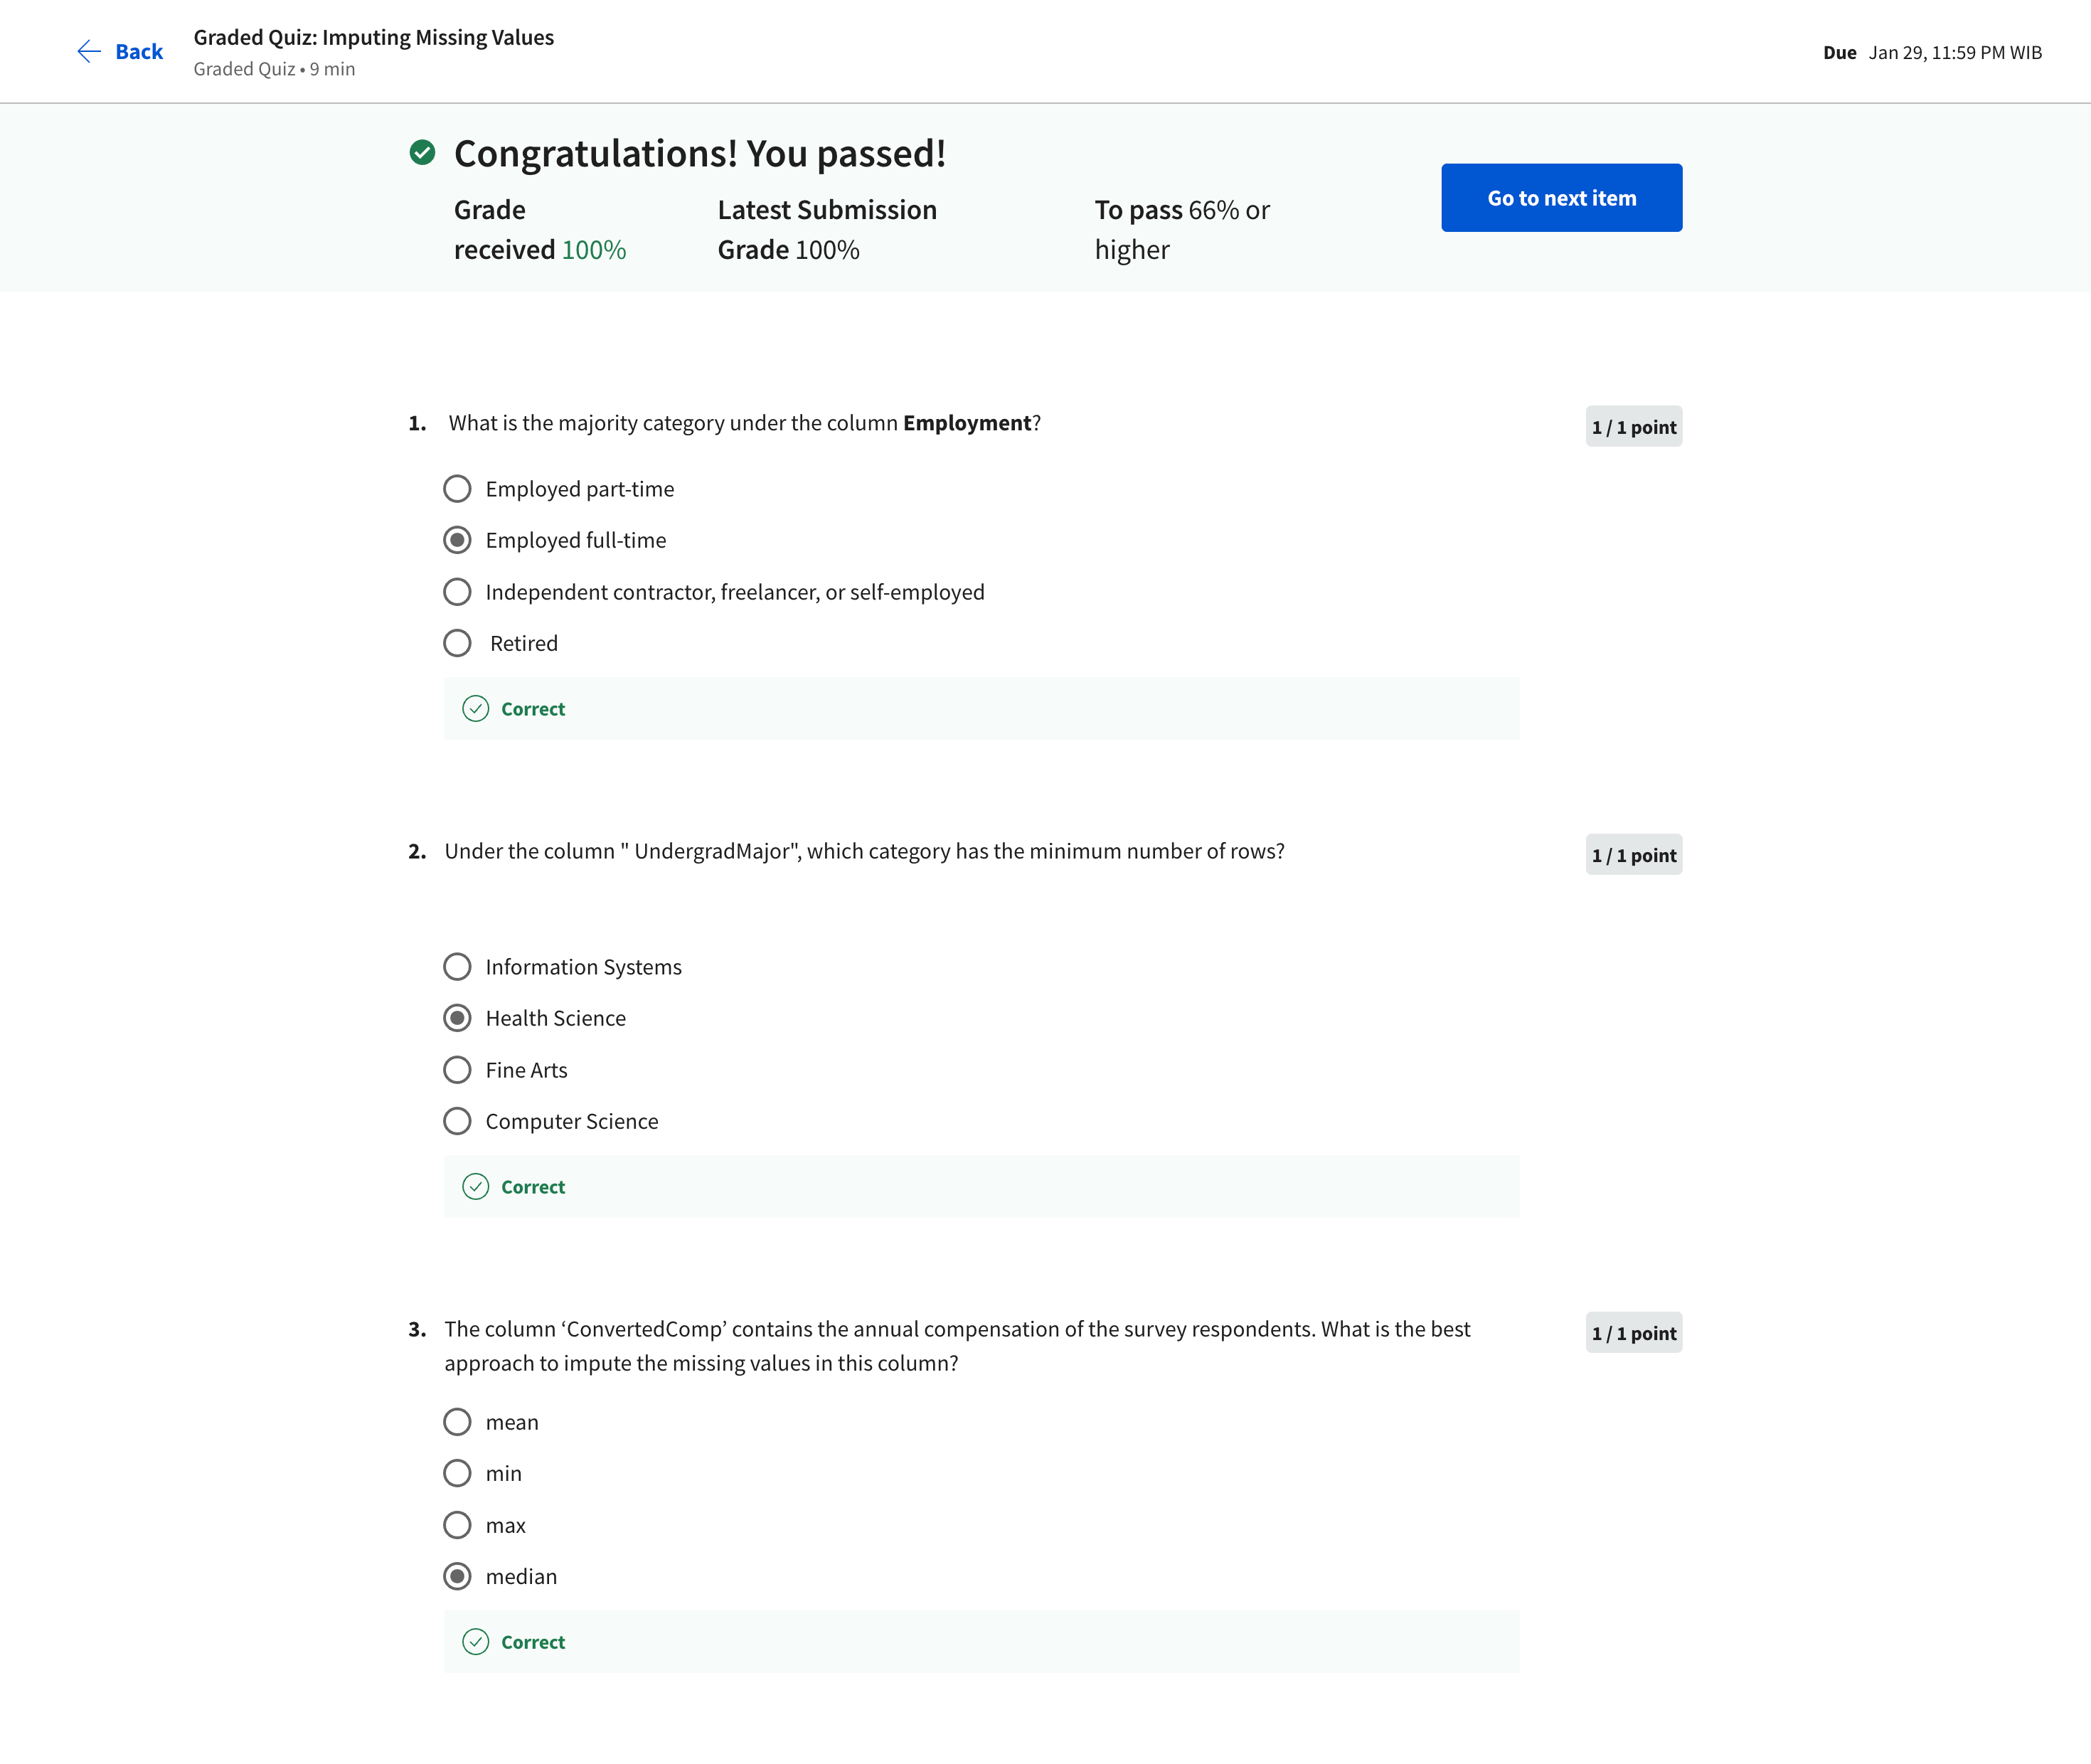 Back
Graded Quiz: Imputing Missing Values
Graded Quiz • 9 min
Due Jan 29, 11:59 PM WIB
Congratulations! You passed!
Grade received 100%
Latest Submission Grade 100%
To pass 66% or higher
Go to next item
1. What is the majority category under the column Employment?
1 / 1 point
Employed part-time
Employed full-time
Independent contractor, freelancer, or self-employed
Retired
Correct
2. Under the column " UndergradMajor", which category has the minimum number of rows?
1 / 1 point
Information Systems
Health Science
Fine Arts
Computer Science
Correct
3. The column ‘ConvertedComp’ contains the annual compensation of the survey respondents. What is the best
approach to impute the missing values in this column?
1 / 1 point
mean
min
max
median
Correct